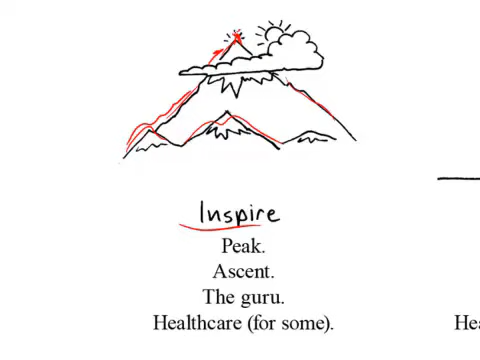 Inspire
Peak.
Ascent.
The guru.
Healthcare (for some).